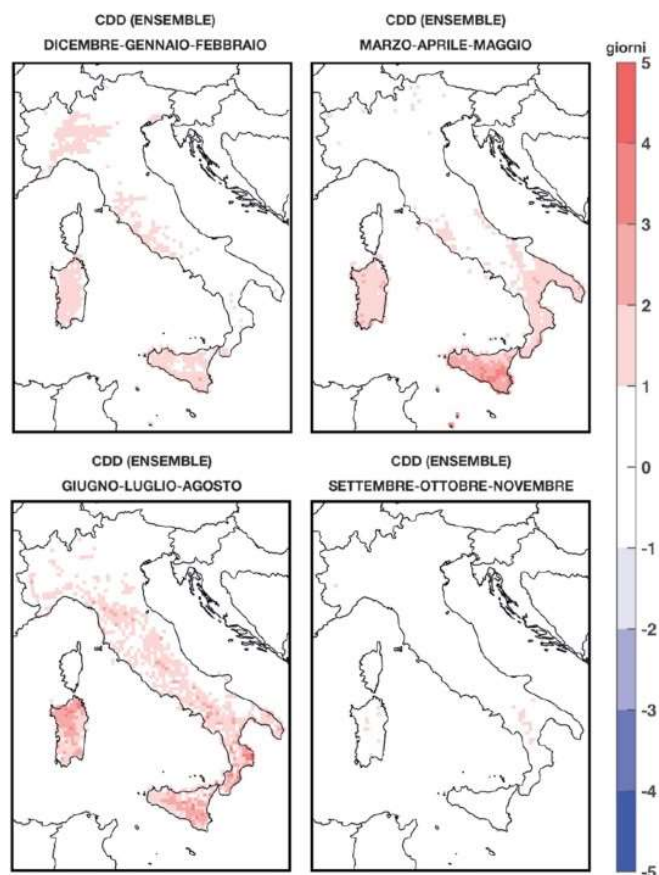 CDD (ENSEMBLE)
DICEMBRE-GENNAIO-FEBBRAIO
CDD (ENSEMBLE)
MARZO-APRILE-MAGGIO
giorni
5
4
3
2
1
0
-1
-2
-3
-4
-5
CDD (ENSEMBLE)
GIUGNO-LUGLIO-AGOSTO
CDD (ENSEMBLE)
SETTEMBRE-OTTOBRE-NOVEMBRE